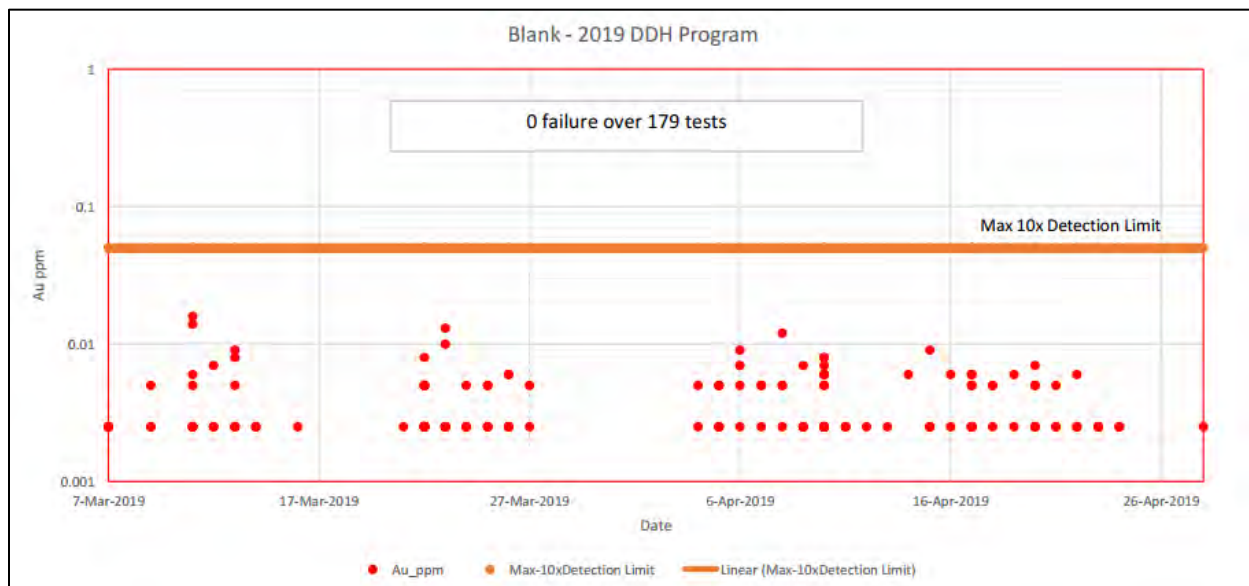 Blank - 2019 DDH Program
1
0 failure over 179 tests
0.1
Max 10x Detection Limit
Au ppm
0.01
0.001
7-Mar-2019 17-Mar-2019 27-Mar-2019 6-Apr-2019 16-Apr-2019 26-Apr-2019
Date
Au_ppm Max-10xDetection Limit Linear (Max-10xDetection Limit)